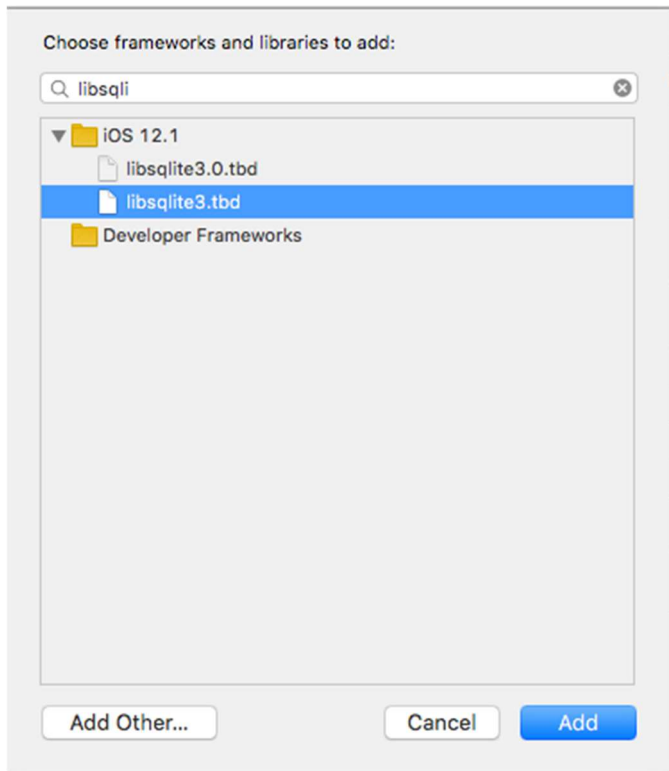 Choose frameworks and libraries to add:
libsqli
iOS 12.1
libsqlite3.0.tbd
libsqlite3.tbd
Developer Frameworks
Add Other... Cancel Add